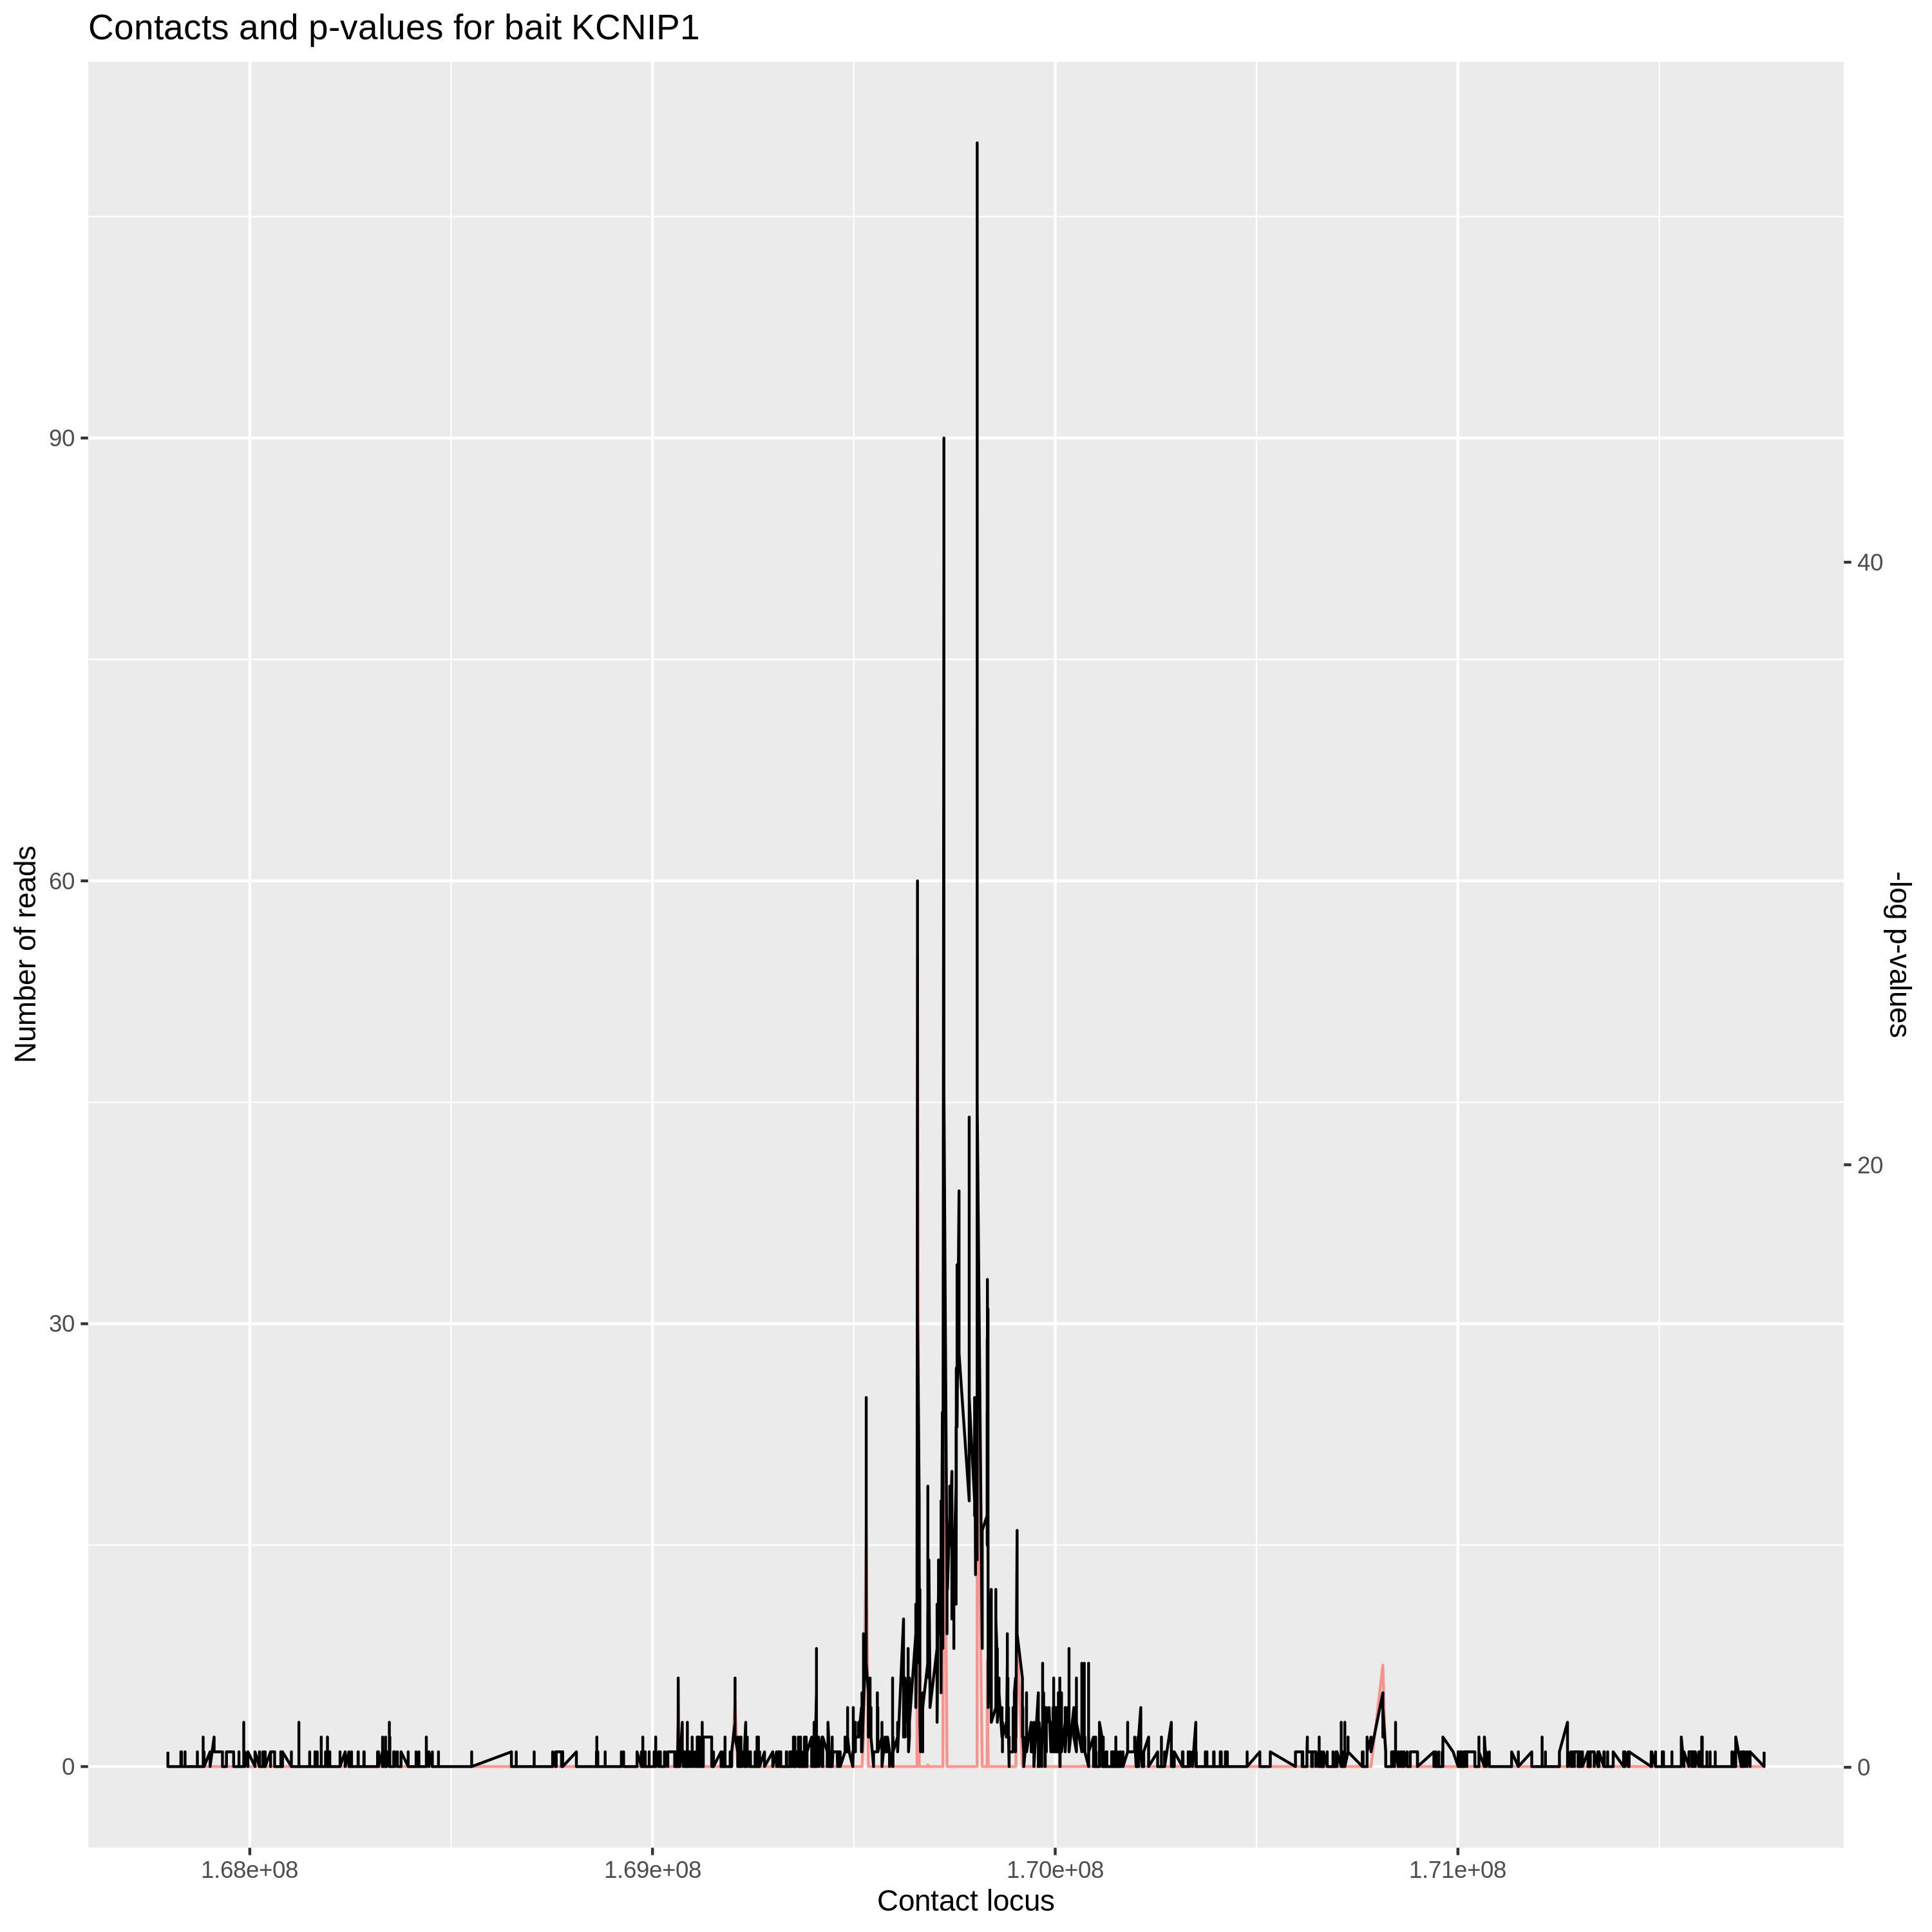 Contacts and p-values for bait KCNIP1
Number of reads
90
60
30
0
40
20
0
-log p-values
1.68e+08
1.69e+08
1.70e+08
1.71e+08
Contact locus